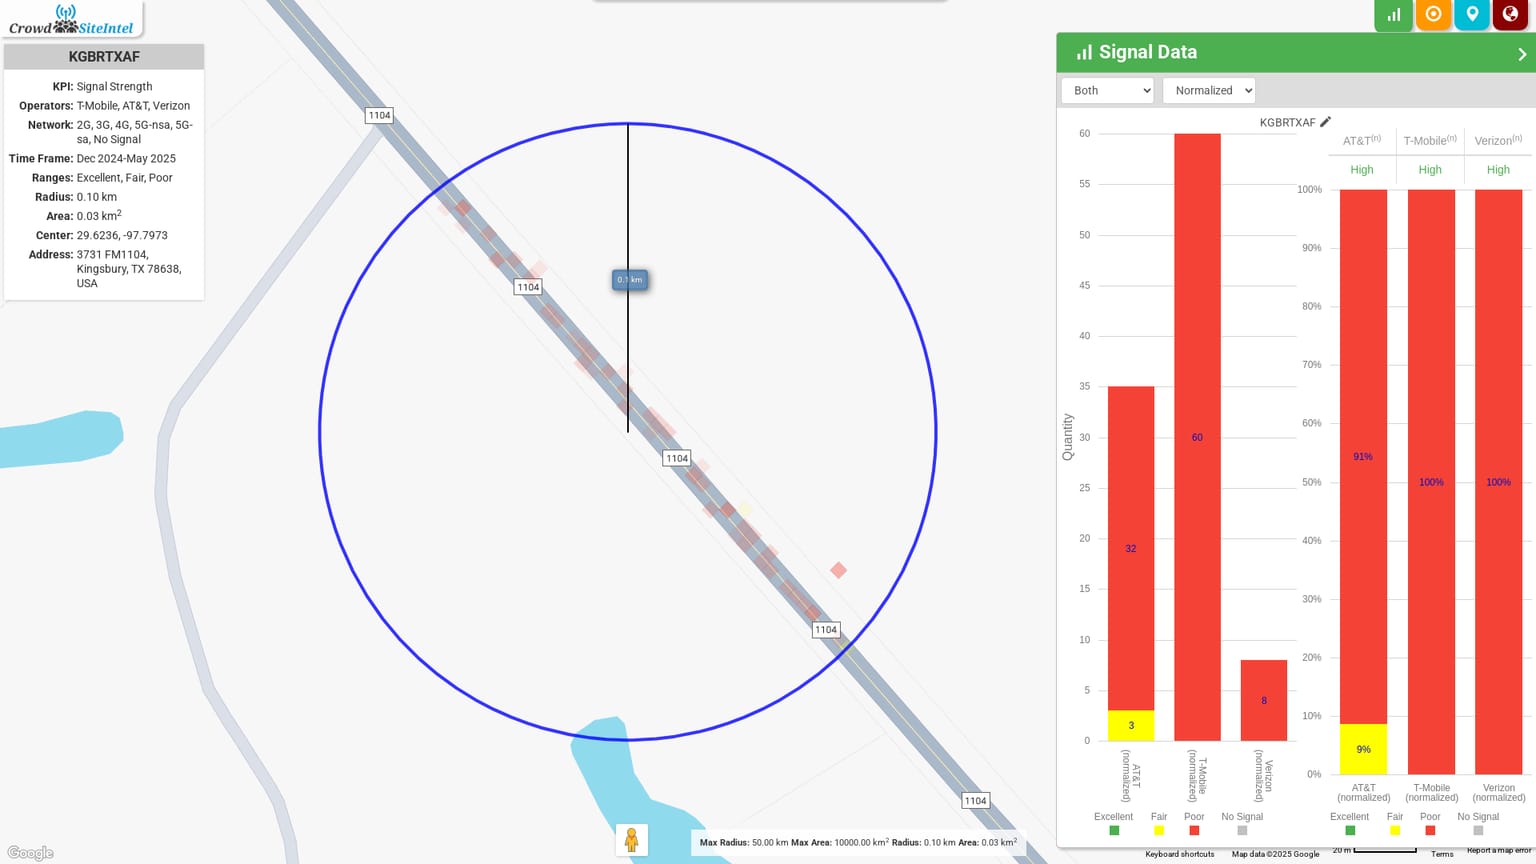 Crowd SiteIntel
KGBRTXAF
KPI: Signal Strength
Operators: T-Mobile, AT&T, Verizon
Network: 2G, 3G, 4G, 5G-nsa, 5G-
sa, No Signal
Time Frame: Dec 2024-May 2025
Ranges: Excellent, Fair, Poor
Radius: 0.10 km
Area: 0.03 km²
Center: 29.6236, -97.7973
Address: 3731 FM1104,
Kingsbury, TX 78638,
USA
1104
1104
0.1 km
1104
1104
1104
Google
Max Radius: 50.00 km Max Area: 10000.00 km² Radius: 0.10 km Area: 0.03 km²
Signal Data
Both
Normalized
KGBRTXAF
Quantity
60
55
50
45
40
35
30
25
20
15
10
5
0
32
3
60
8
AT&T
(normalized)
T-Mobile
(normalized)
Verizon
(normalized)
Excellent Fair Poor No Signal
AT&T(n) T-Mobile(n) Verizon(n)
High High High
100%
90%
80%
70%
60%
50%
40%
30%
20%
10%
0%
91%
9%
100%
100%
AT&T
(normalized)
T-Mobile
(normalized)
Verizon
(normalized)
Excellent Fair Poor No Signal
20 m
Keyboard shortcuts Map data ©2025 Google Terms Report a map error